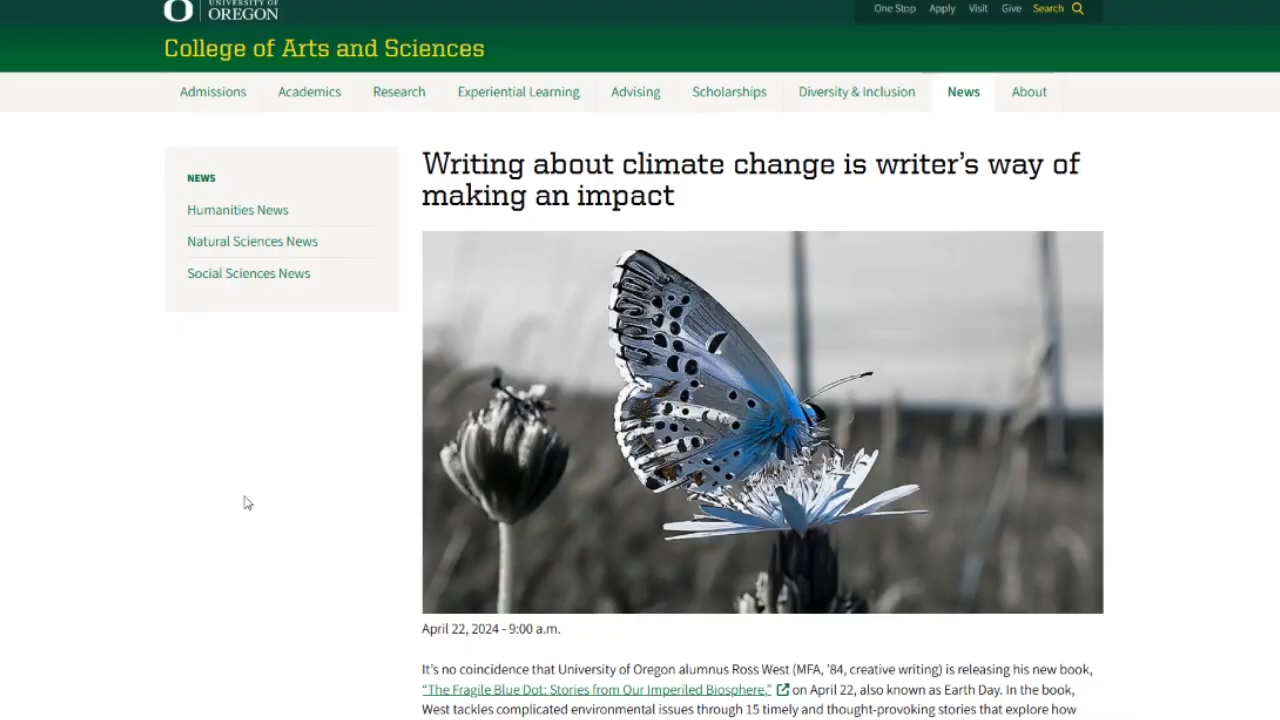 UNIVERSITY OF
OREGON
One Stop Apply Visit Give Search
College of Arts and Sciences
Admissions Academics Research Experiential Learning Advising Scholarships Diversity & Inclusion News About
NEWS
Humanities News
Natural Sciences News
Social Sciences News
Writing about climate change is writer's way of
making an impact
April 22, 2024 - 9:00 a.m.
It's no coincidence that University of Oregon alumnus Ross West (MFA, '84, creative writing) is releasing his new book,
“The Fragile Blue Dot: Stories from Our Imperiled Biosphere,” on April 22, also known as Earth Day. In the book,
West tackles complicated environmental issues through 15 timely and thought-provoking stories that explore how